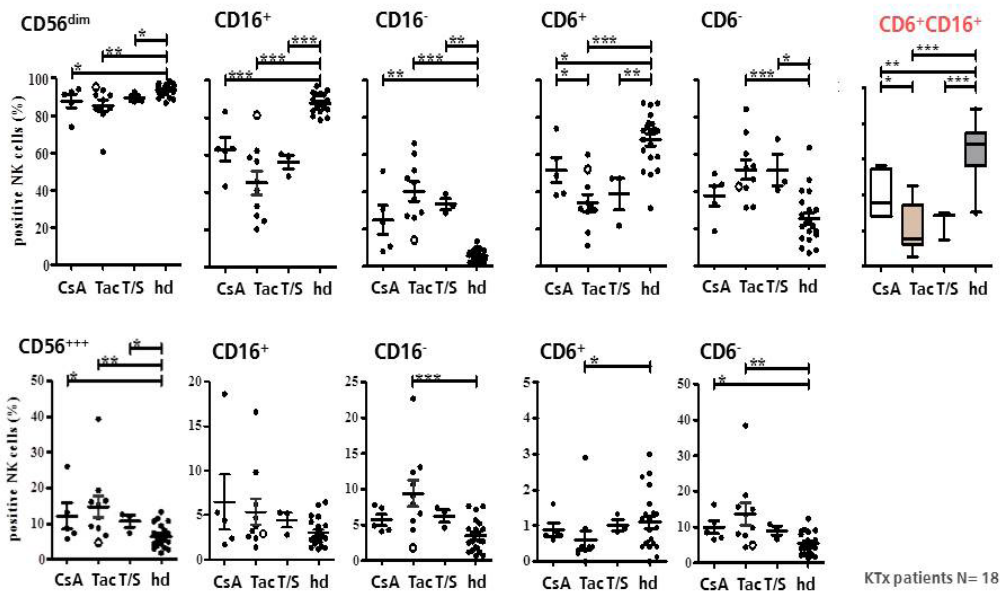 CD56dim CD16+ CD16- CD6+ CD6- CD6+CD16+
* ** * *** *** *** ** *** ** * * *** ** *** * ** * *** ***
positive NK cells (%)
100
80
60
40
20
0
CsA Tac T/S hd CsA Tac T/S hd CsA Tac T/S hd CsA Tac T/S hd CsA Tac T/S hd CsA Tac T/S hd
CD56+++ CD16+ CD16- CD6+ CD6-
* ** * *** * * **
positive NK cells (%)
50 20 25 5 50
40 15 20 4 40
30 10 15 3 30
20 5 10 2 20
10 0 5 1 10
0 0 0 0
CsA Tac T/S hd CsA Tac T/S hd CsA Tac T/S hd CsA Tac T/S hd CsA Tac T/S hd
KTx patients N= 18